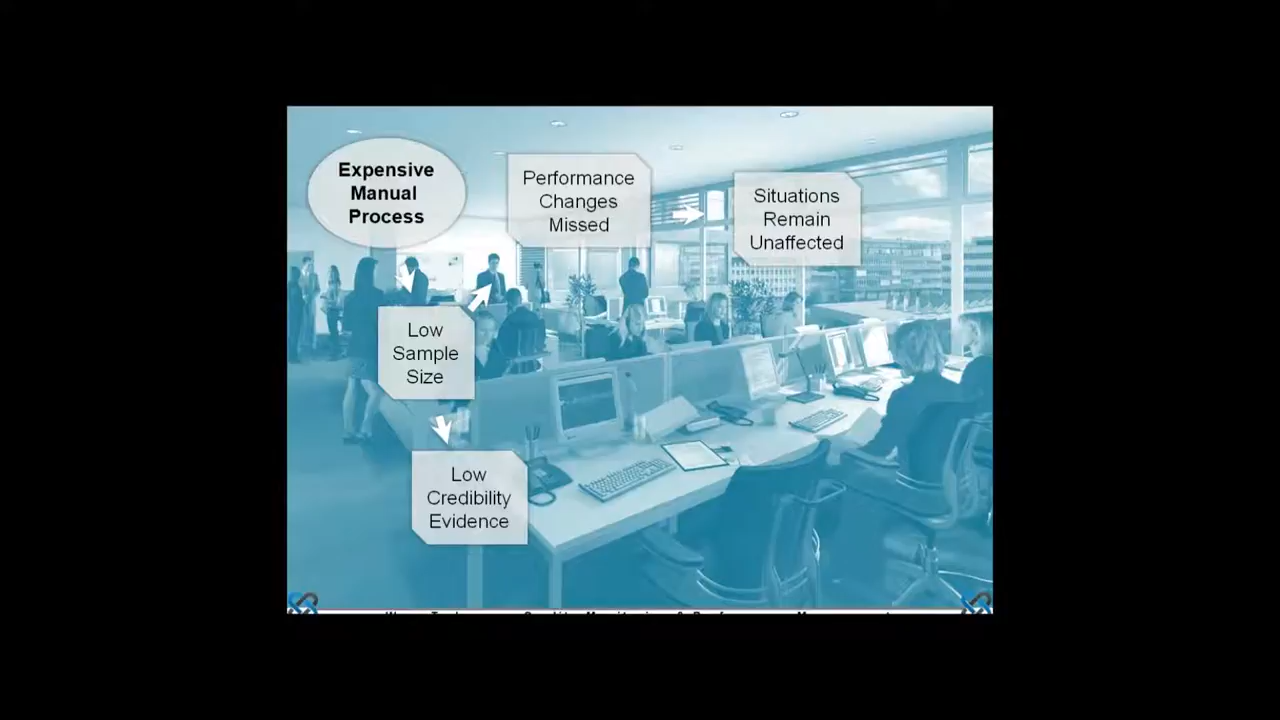 Expensive
Manual
Process
Performance
Changes
Missed
Situations
Remain
Unaffected
Low
Sample
Size
Low
Credibility
Evidence